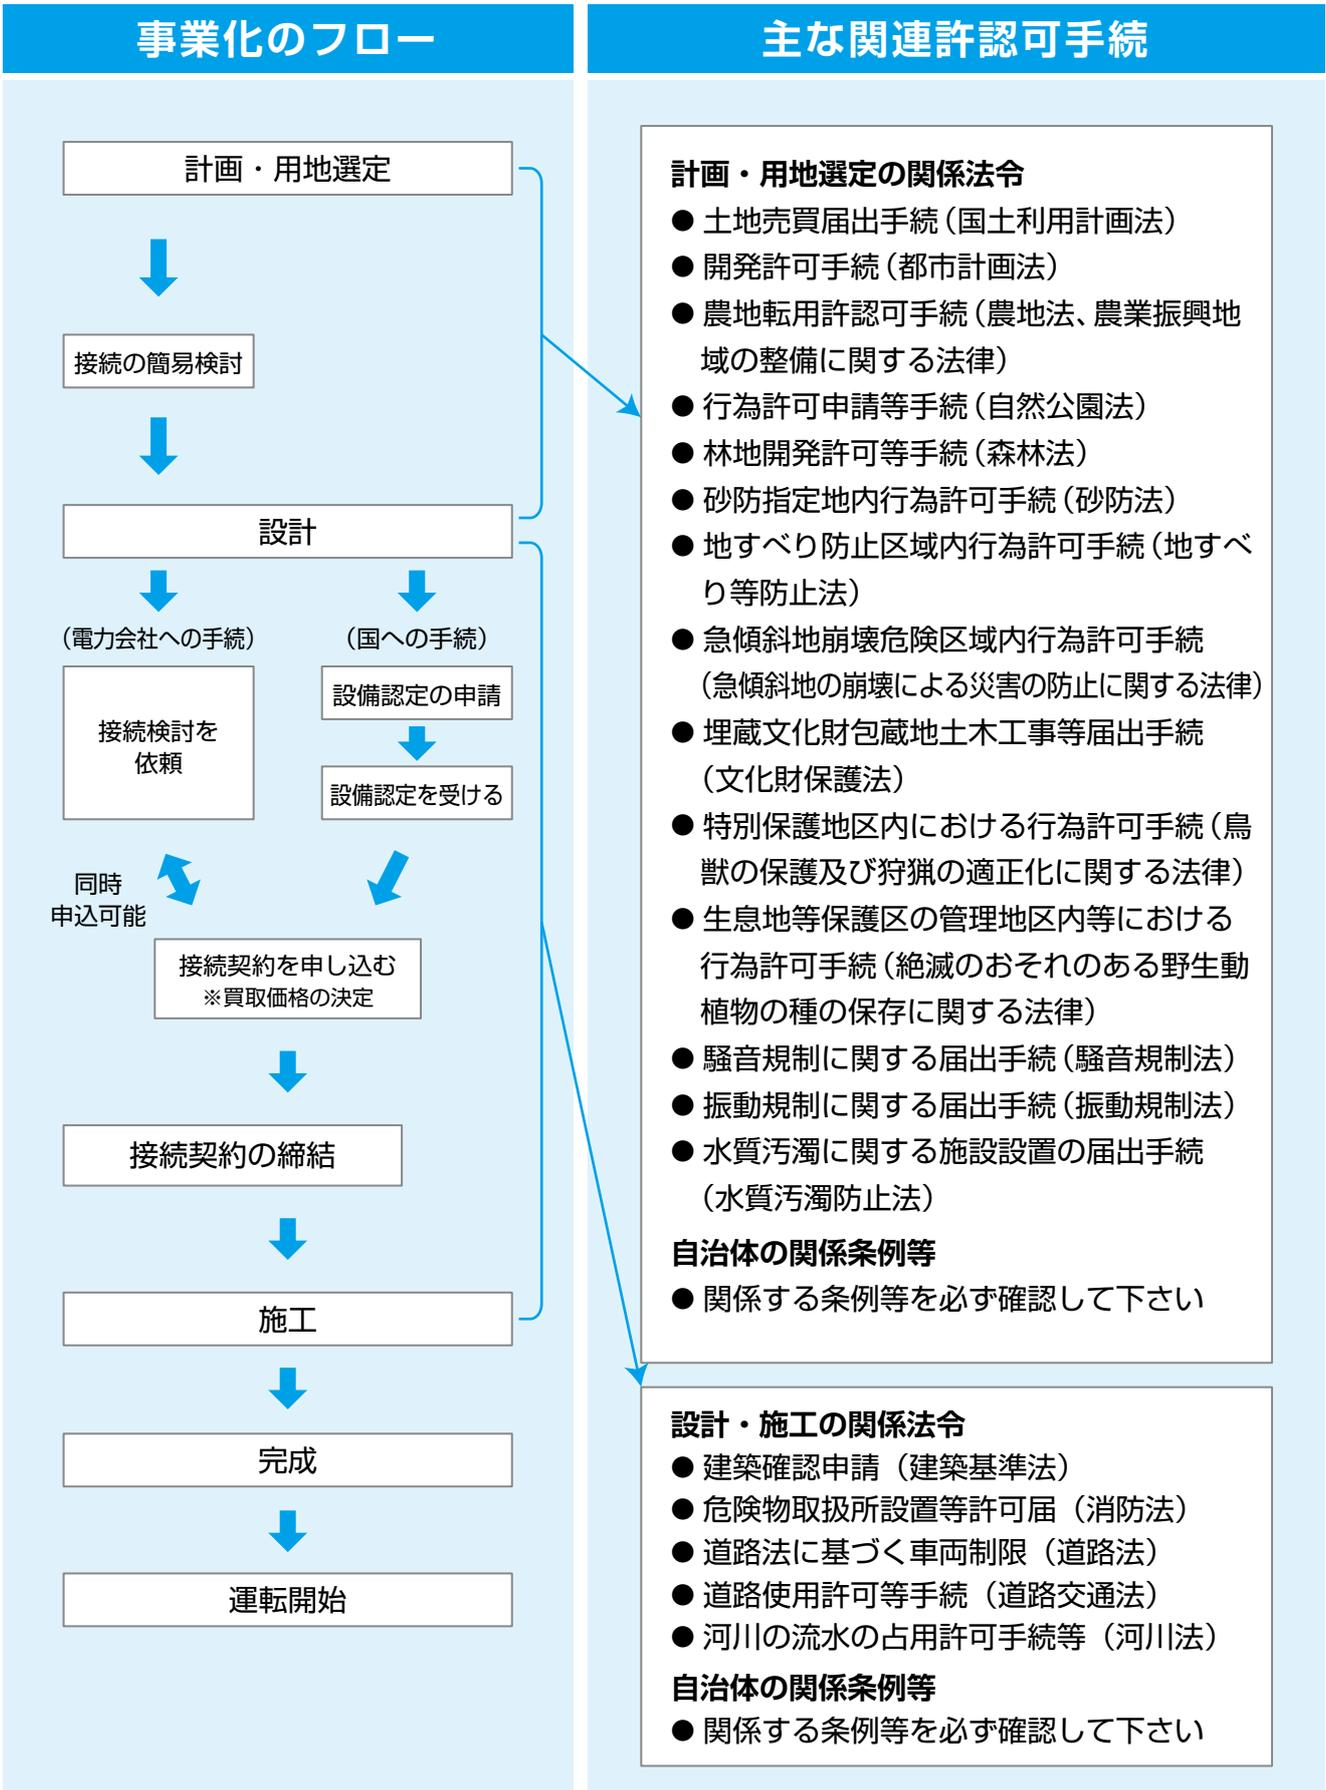 事業化のフロー
計画・用地選定
接続の簡易検討
設計
（電力会社への手続）
（国への手続）
接続検討を
依頼
設備認定の申請
設備認定を受ける
同時
申込可能
接続契約を申し込む
※買取価格の決定
接続契約の締結
施工
完成
運転開始
主な関連許認可手続
計画・用地選定の関係法令
● 土地売買届出手続（国土利用計画法）
● 開発許可手続（都市計画法）
● 農地転用許認可手続（農地法、農業振興地
域の整備に関する法律）
● 行為許可申請等手続（自然公園法）
● 林地開発許可等手続（森林法）
● 砂防指定地内行為許可手続（砂防法）
● 地すべり防止区域内行為許可手続（地すべ
り等防止法）
● 急傾斜地崩壊危険区域内行為許可手続
（急傾斜地の崩壊による災害の防止に関する法律）
● 埋蔵文化財包蔵地土木工事等届出手続
（文化財保護法）
● 特別保護地区内における行為許可手続（鳥
獣の保護及び狩猟の適正化に関する法律）
● 生息地等保護区の管理地区内等における
行為許可手続（絶滅のおそれのある野生動
植物の種の保存に関する法律）
● 騒音規制に関する届出手続（騒音規制法）
● 振動規制に関する届出手続（振動規制法）
● 水質汚濁に関する施設設置の届出手続
（水質汚濁防止法）
自治体の関係条例等
● 関係する条例等を必ず確認して下さい
設計・施工の関係法令
● 建築確認申請（建築基準法）
● 危険物取扱所設置等許可届（消防法）
● 道路法に基づく車両制限（道路法）
● 道路使用許可等手続（道路交通法）
● 河川の流水の占用許可手続等（河川法）
自治体の関係条例等
● 関係する条例等を必ず確認して下さい